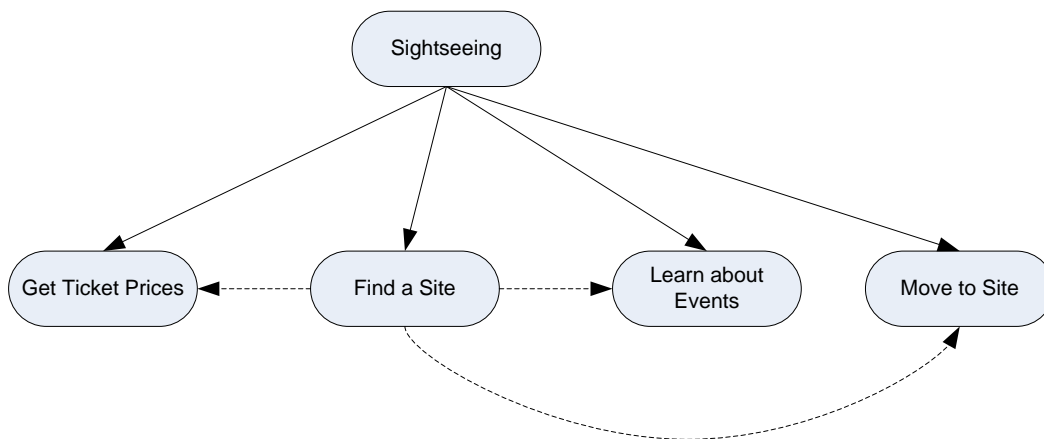 Sightseeing
Get Ticket Prices
Find a Site
Learn about
Events
Move to Site